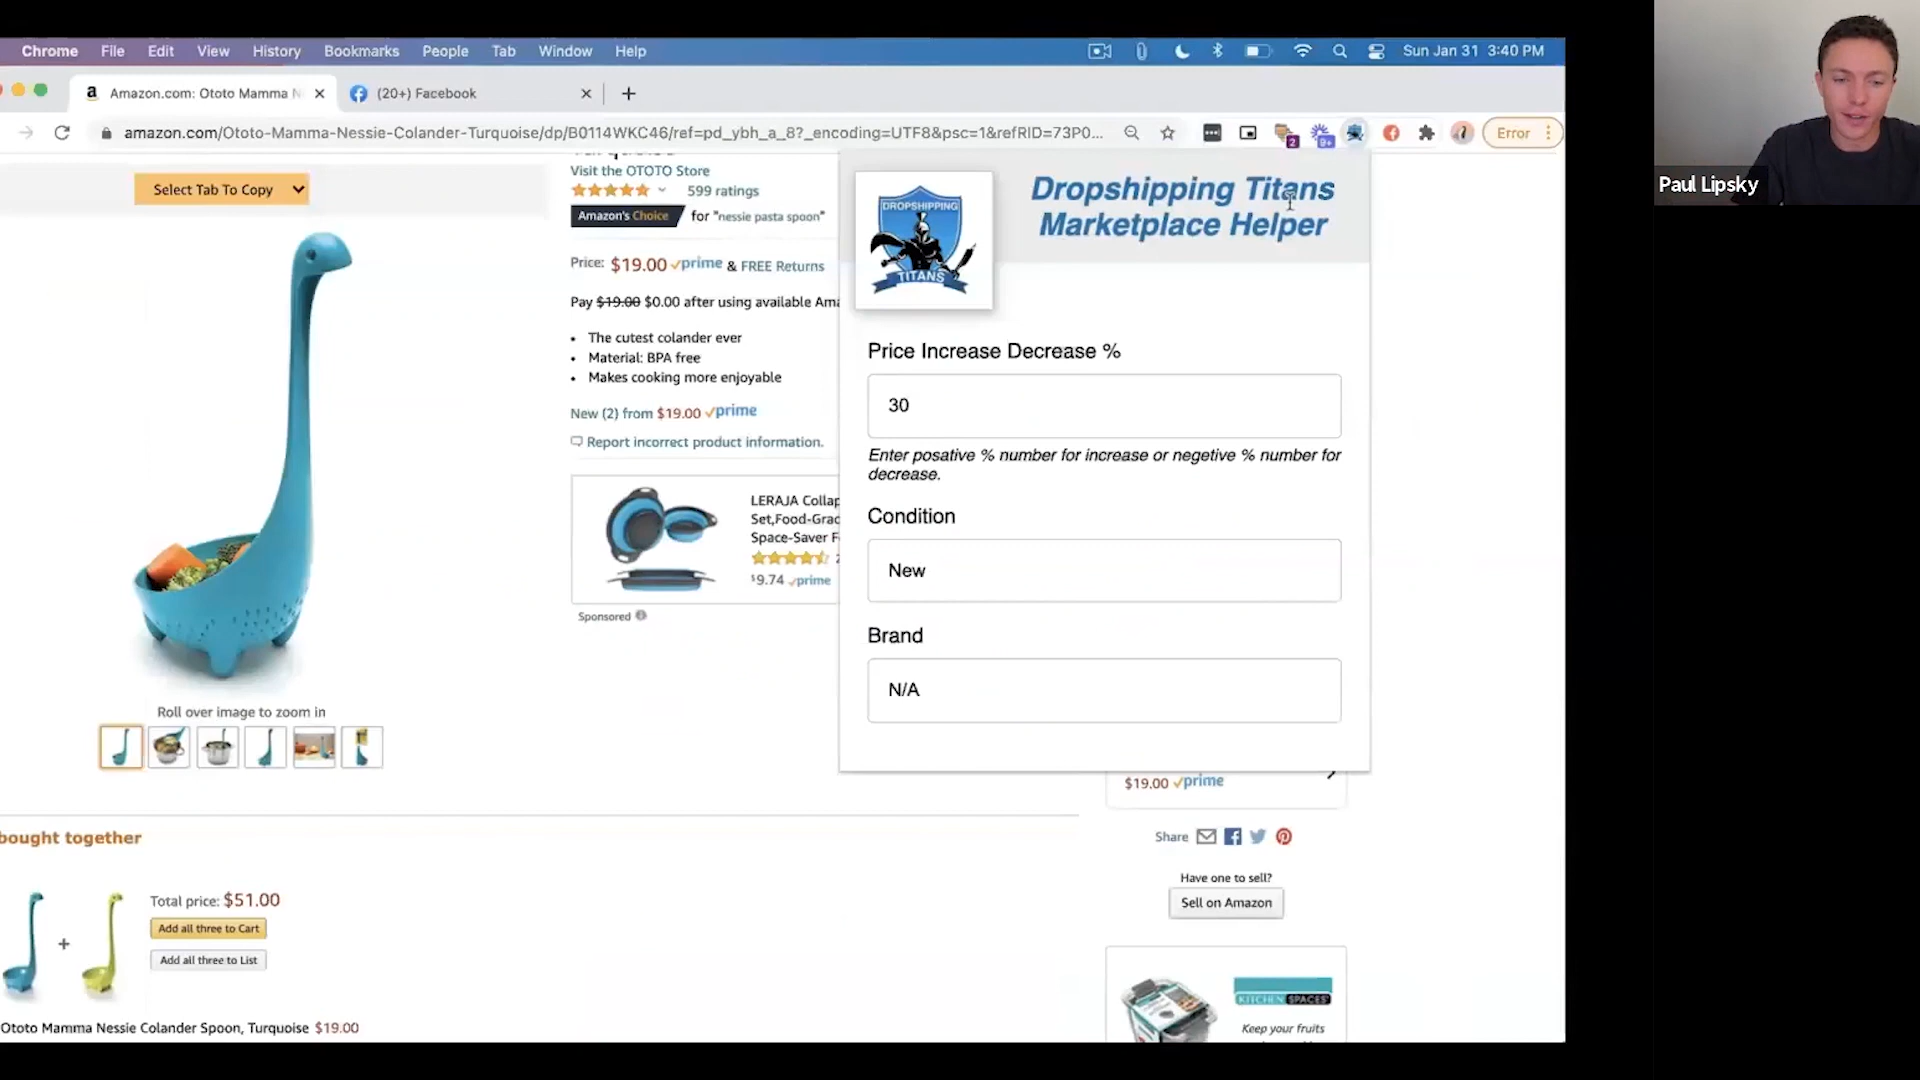 Chrome File Edit View History Bookmarks People Tab Window Help
Sun Jan 31 3:40 PM
Amazon.com: Ototo Mamma N
(20+) Facebook
amazon.com/Ototo-Mamma-Nessie-Colander-Turquoise/dp/B0114WKC46/ref=pd_ybh_a_8?_encoding=UTF8&psc=1&refRID=73P0...
2
9+
Error
Paul Lipsky
Select Tab To Copy
Visit the OTOTO Store
599 ratings
Amazon's Choice for "nessie pasta spoon"
Price: $19.00 prime & FREE Returns
Pay $19.00 $0.00 after using available Ama
• The cutest colander ever
• Material: BPA free
• Makes cooking more enjoyable
New (2) from $19.00 prime
Report incorrect product information.
LERAJA Collap
Set,Food-Grad
Space-Saver F
$9.74 prime
Sponsored
Roll over image to zoom in
DROPSHIPPING
TITANS
Dropshipping Titans
Marketplace Helper
Price Increase Decrease %
30
Enter posative % number for increase or negetive % number for
decrease.
Condition
New
Brand
N/A
$19.00 prime
Share
Have one to sell?
Sell on Amazon
bought together
Total price: $51.00
Add all three to Cart
+
Add all three to List
Ototo Mamma Nessie Colander Spoon, Turquoise $19.00
KITCHEN SPACES
Keep your fruits